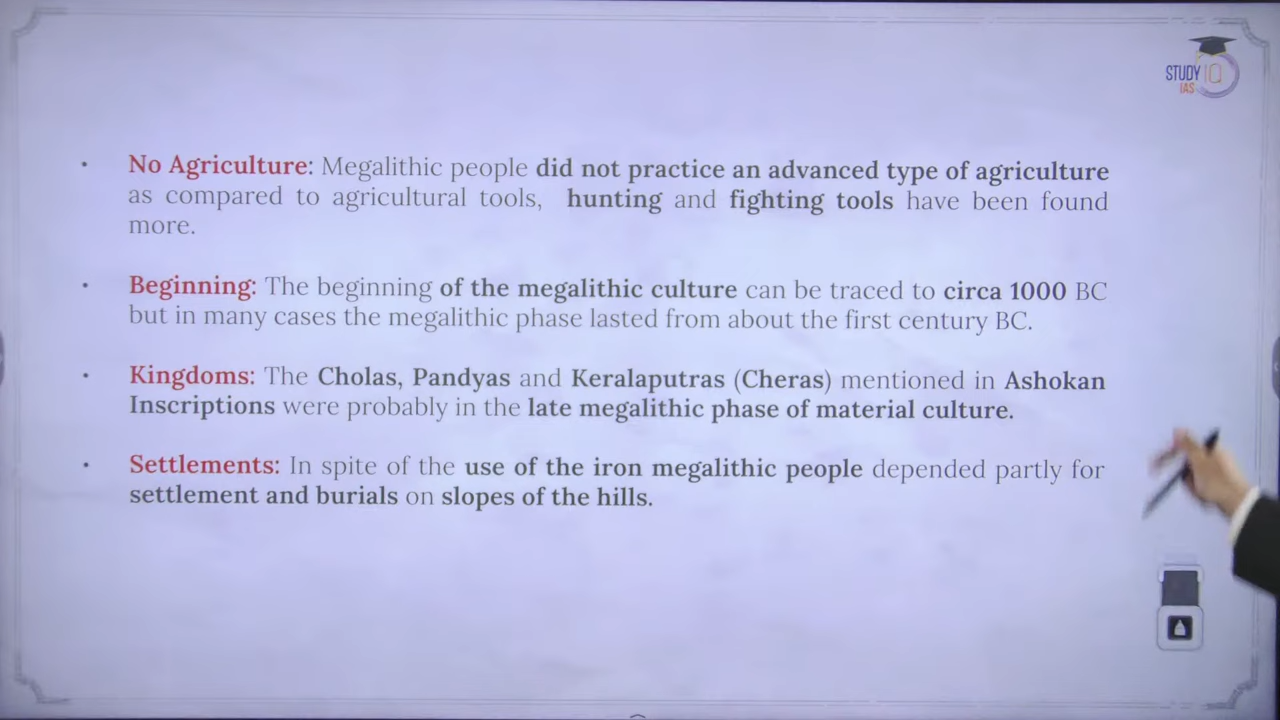 STUDY IQ
IAS
• No Agriculture: Megalithic people did not practice an advanced type of agriculture
as compared to agricultural tools, hunting and fighting tools have been found
more.
• Beginning: The beginning of the megalithic culture can be traced to circa 1000 BC
but in many cases the megalithic phase lasted from about the first century BC.
• Kingdoms: The Cholas, Pandyas and Keralaputras (Cheras) mentioned in Ashokan
Inscriptions were probably in the late megalithic phase of material culture.
• Settlements: In spite of the use of the iron megalithic people depended partly for
settlement and burials on slopes of the hills.